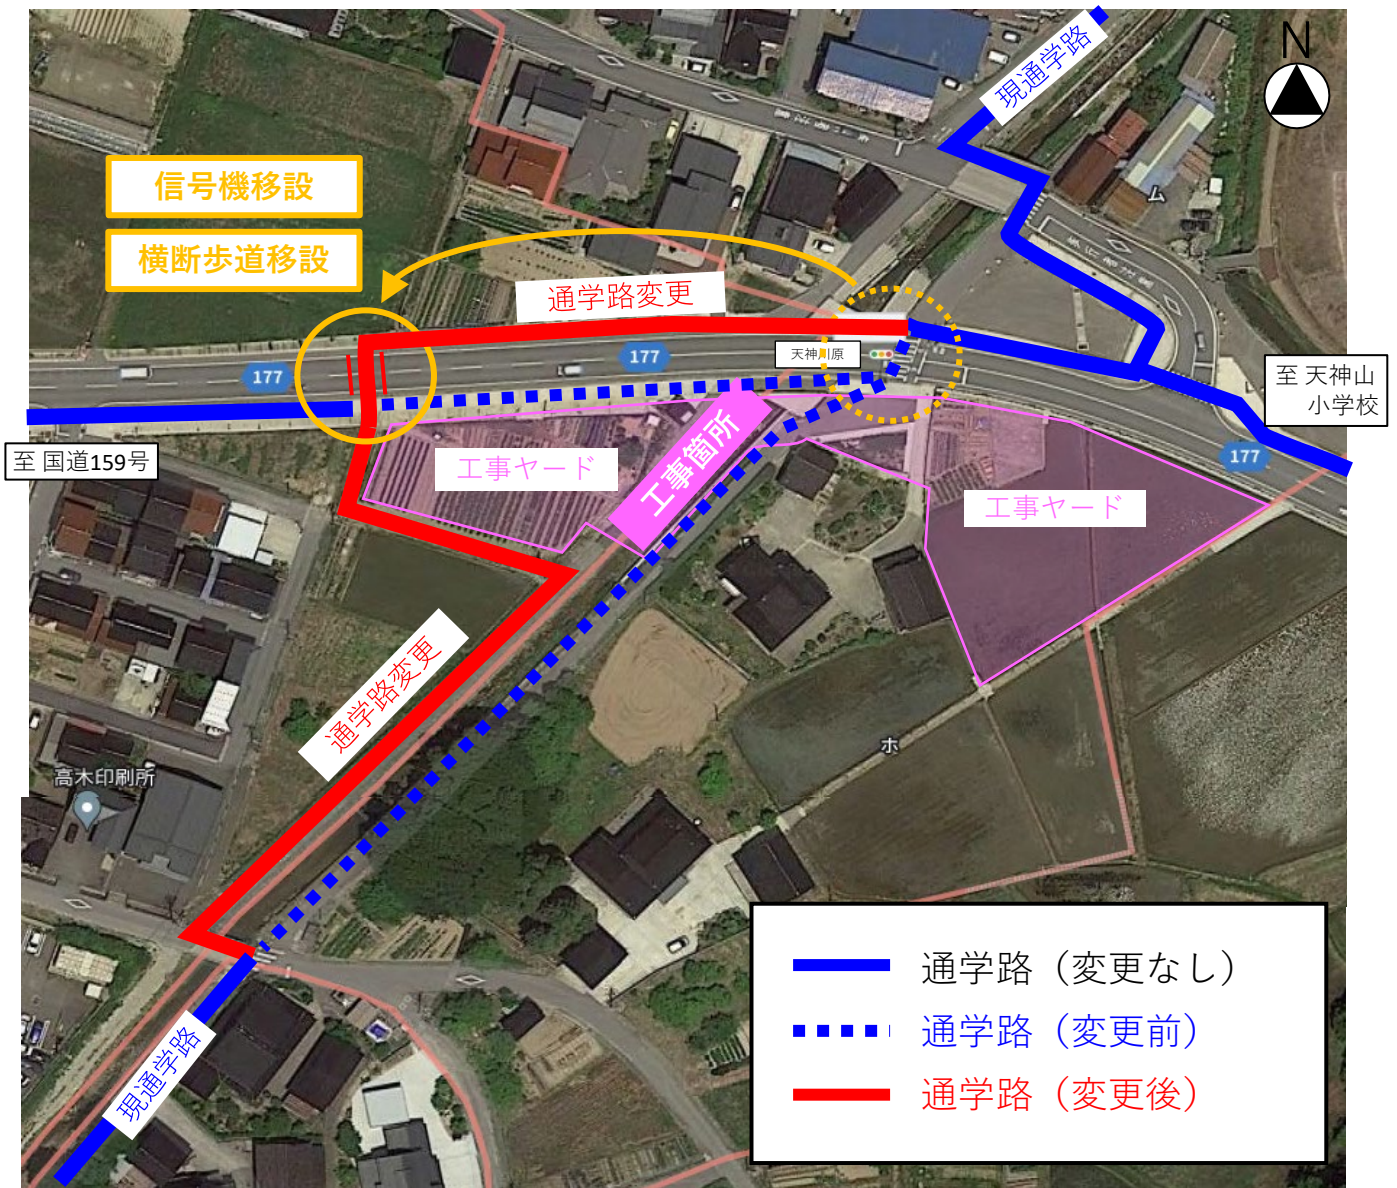 現通学路
N
信号機移設
横断歩道移設
通学路変更
177
177
天神川原
至 天神山
小学校
177
至 国道159号
工事ヤード
工事箇所
工事ヤード
ム
通学路変更
ホ
高木印刷所
現通学路
通学路（変更なし）
通学路（変更前）
通学路（変更後）